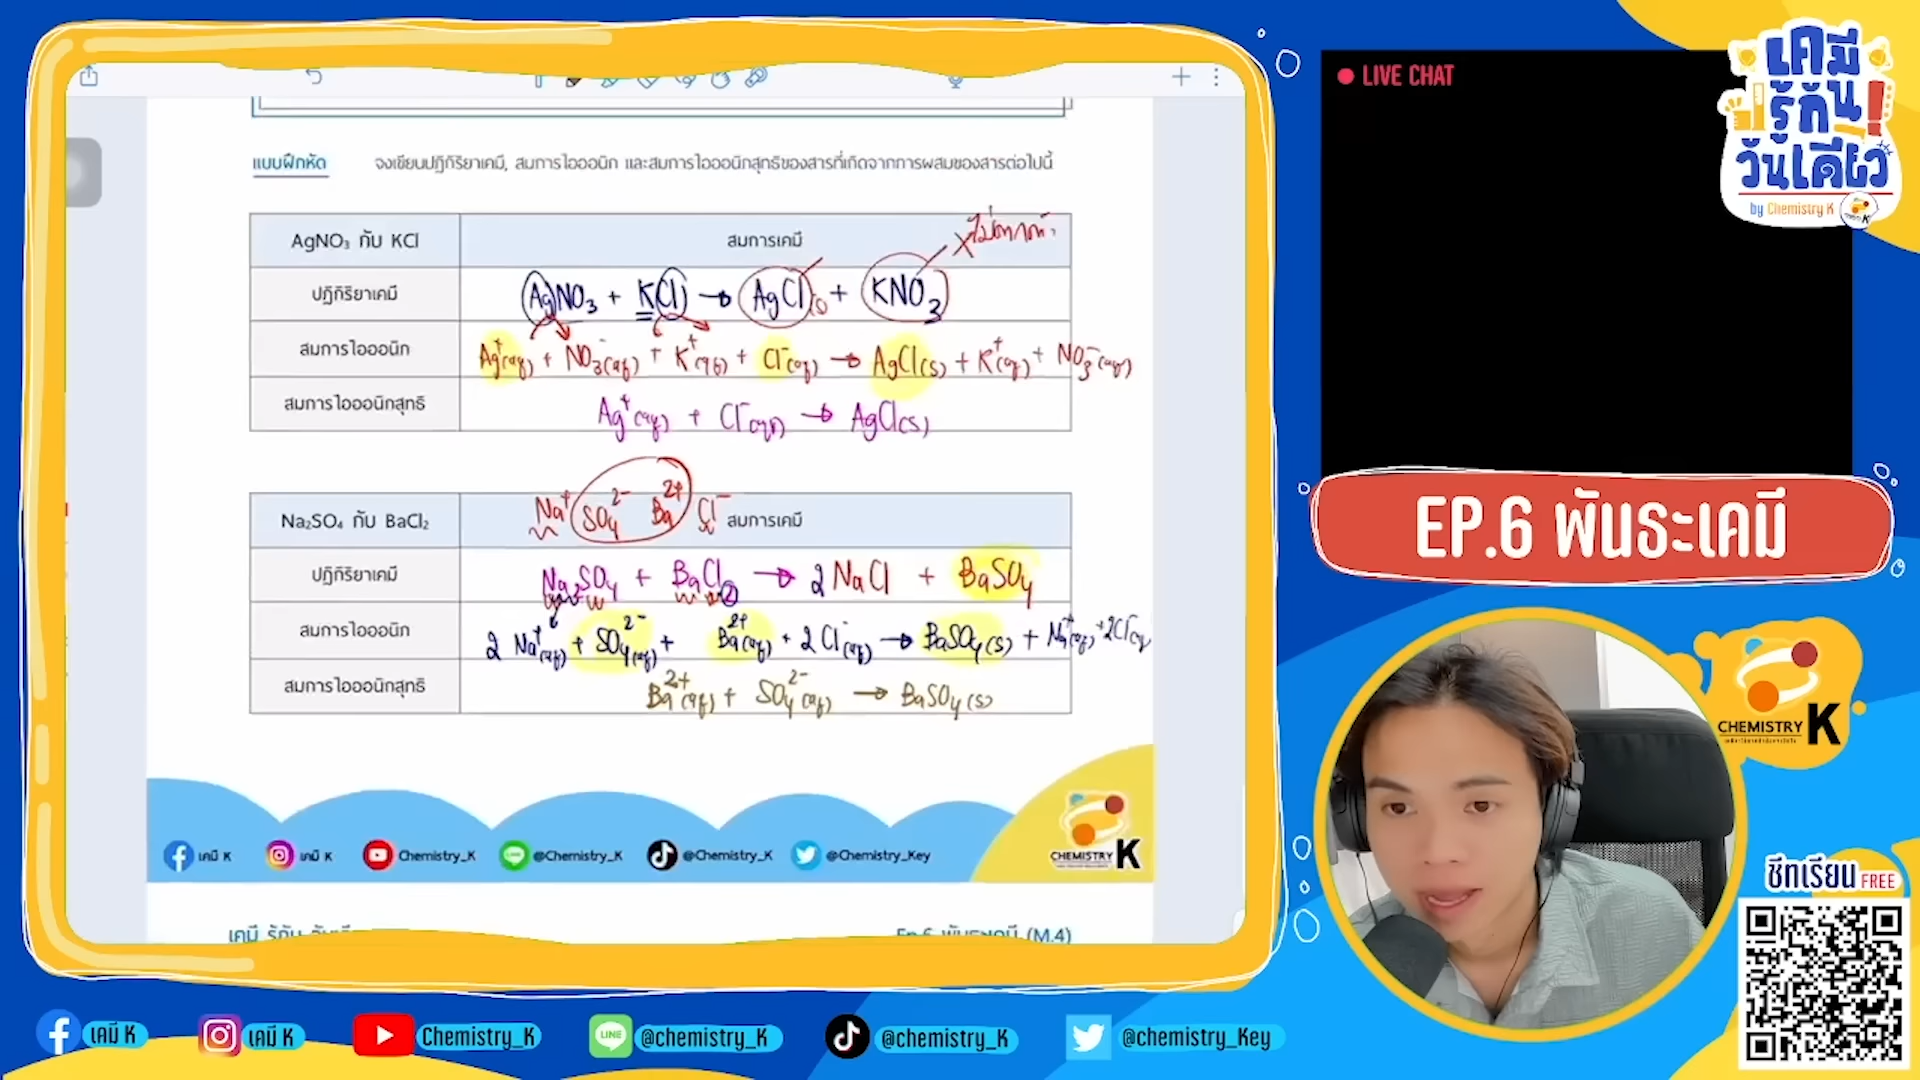 LIVE CHAT
เคมี
รู้กัน!
วันเดียว
by Chemistry K
แบบฝึกหัด จงเขียนปฏิกิริยาเคมี, สมการไอออนิก และสมการไอออนิกสุทธิของสารที่เกิดจากการผสมของสารต่อไปนี้
AgNO₃ กับ KCl สมการเคมี
ปฏิกิริยาเคมี AgNO₃ + KCl → AgCl(s) + KNO₃
สมการไอออนิก Ag⁺(aq) + NO₃⁻(aq) + K⁺(aq) + Cl⁻(aq) → AgCl(s) + K⁺(aq) + NO₃⁻(aq)
สมการไอออนิกสุทธิ Ag⁺(aq) + Cl⁻(aq) → AgCl(s)
Na₂SO₄ กับ BaCl₂ Na⁺ SO₄²⁻ Ba²⁺ Cl⁻ สมการเคมี
ปฏิกิริยาเคมี Na₂SO₄ + BaCl₂ → 2NaCl + BaSO₄
สมการไอออนิก 2Na⁺(aq) + SO₄²⁻(aq) + Ba²⁺(aq) + 2Cl⁻(aq) → BaSO₄(s) + Na⁺(aq) + 2Cl⁻(aq
สมการไอออนิกสุทธิ Ba²⁺(aq) + SO₄²⁻(aq) → BaSO₄(s)
EP.6 พันธะเคมี
CHEMISTRY K
เคมี K เคมี K Chemistry_K @Chemistry_K @Chemistry_K @Chemistry_Key
CHEMISTRY K
Ep.6 พันธะเคมี (M.4)
ชีทเรียน FREE
เคมี K เคมี K Chemistry_K LINE @chemistry_K @chemistry_K @chemistry_Key